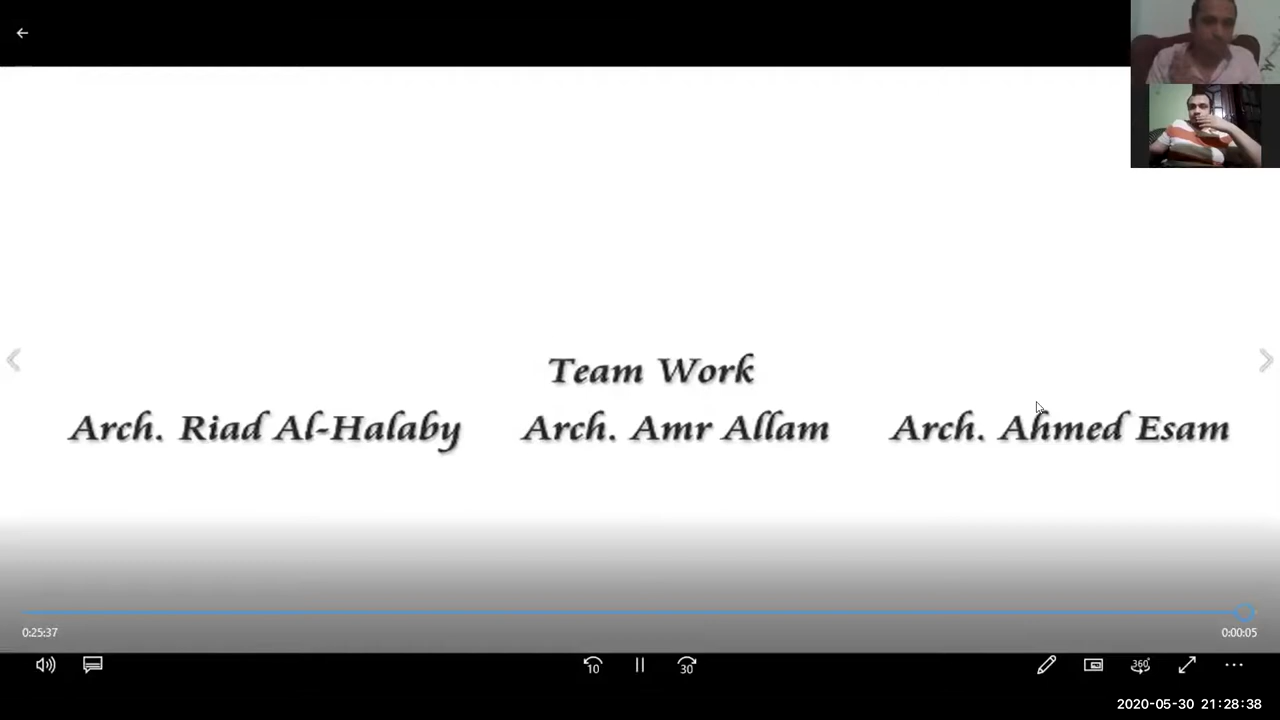 Team Work
Arch. Riad Al-Halaby Arch. Amr Allam Arch. Ahmed Esam
0:25:37 0:00:05
10 30 360°
2020-05-30 21:28:38